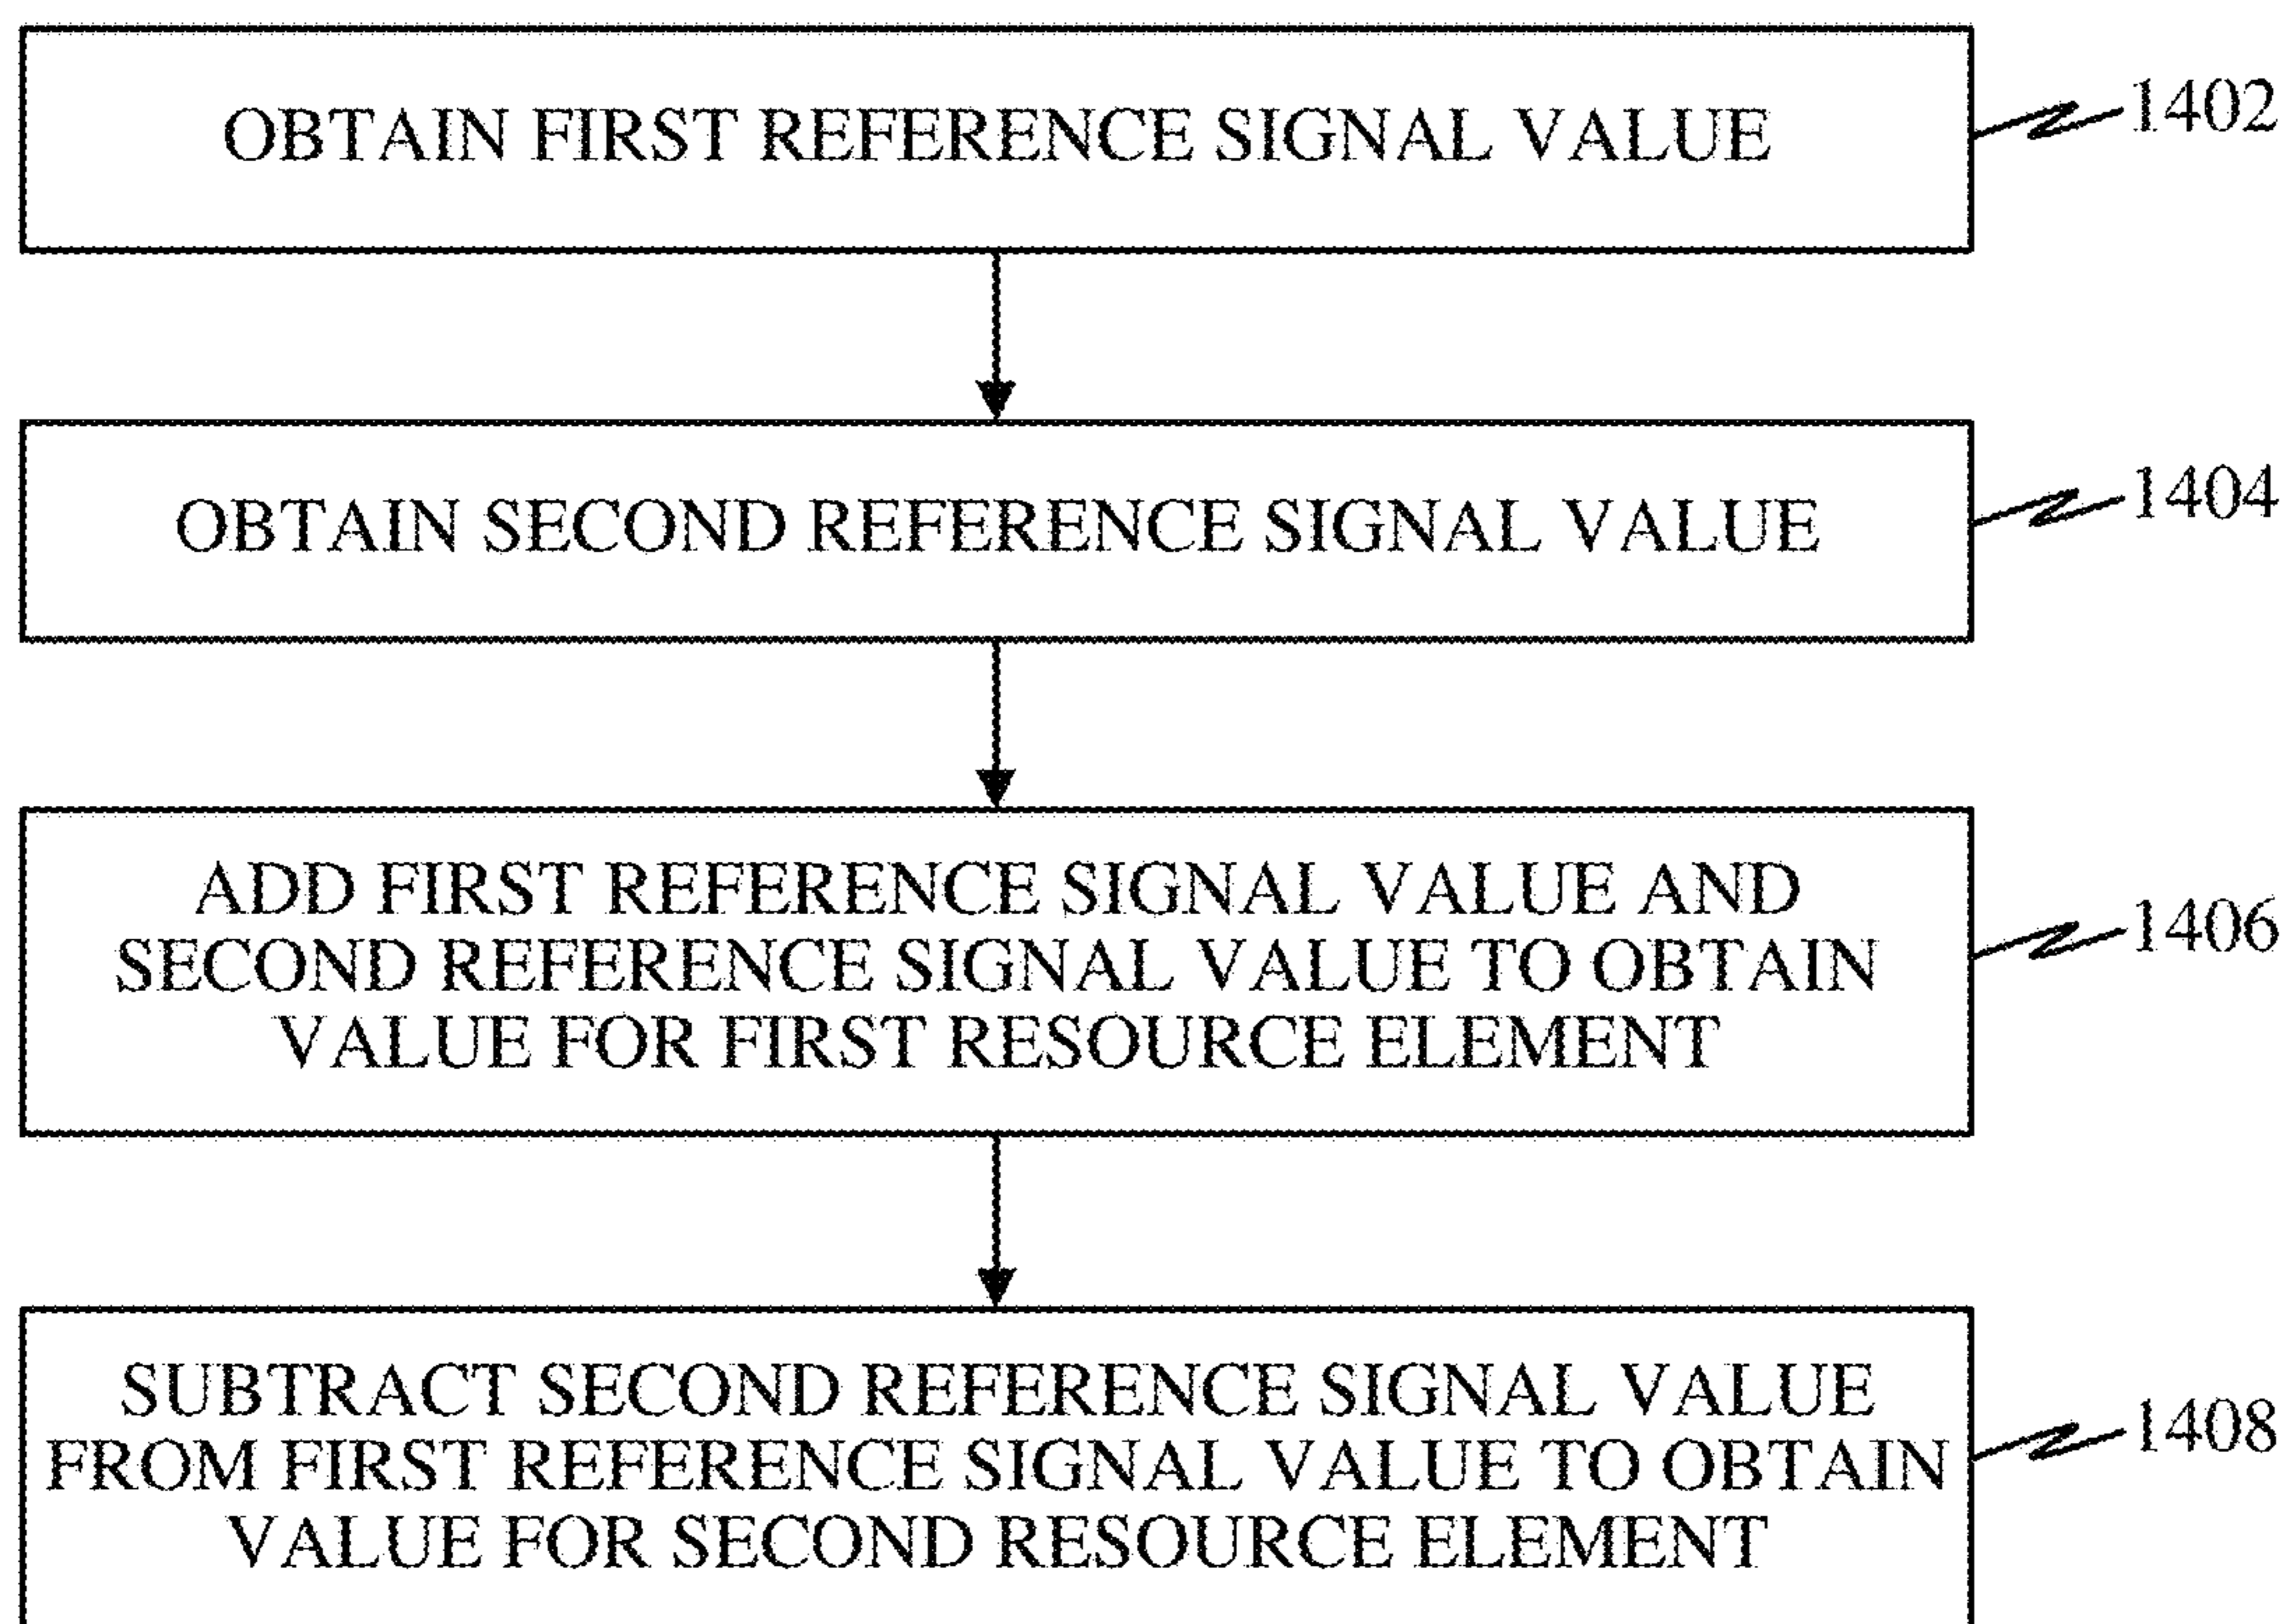 OBTAIN FIRST REFERENCE SIGNAL VALUE
1402
OBTAIN SECOND REFERENCE SIGNAL VALUE
1404
ADD FIRST REFERENCE SIGNAL VALUE AND
SECOND REFERENCE SIGNAL VALUE TO OBTAIN
VALUE FOR FIRST RESOURCE ELEMENT
1406
SUBTRACT SECOND REFERENCE SIGNAL VALUE
FROM FIRST REFERENCE SIGNAL VALUE TO OBTAIN
VALUE FOR SECOND RESOURCE ELEMENT
1408